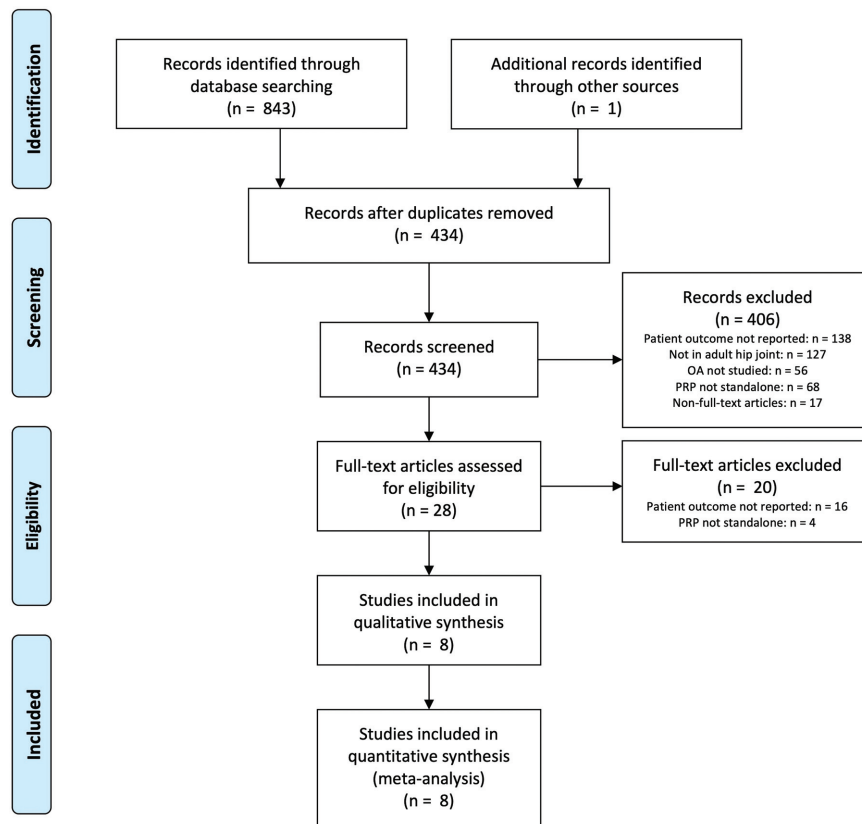 Identification
Records identified through
database searching
(n = 843)
Additional records identified
through other sources
(n = 1)
Records after duplicates removed
(n = 434)
Screening
Records screened
(n = 434)
Records excluded
(n = 406)
Patient outcome not reported: n = 138
Not in adult hip joint: n = 127
OA not studied: n = 56
PRP not standalone: n = 68
Non-full-text articles: n = 17
Eligibility
Full-text articles assessed
for eligibility
(n = 28)
Full-text articles excluded
(n = 20)
Patient outcome not reported: n = 16
PRP not standalone: n = 4
Studies included in
qualitative synthesis
(n = 8)
Included
Studies included in
quantitative synthesis
(meta-analysis)
(n = 8)